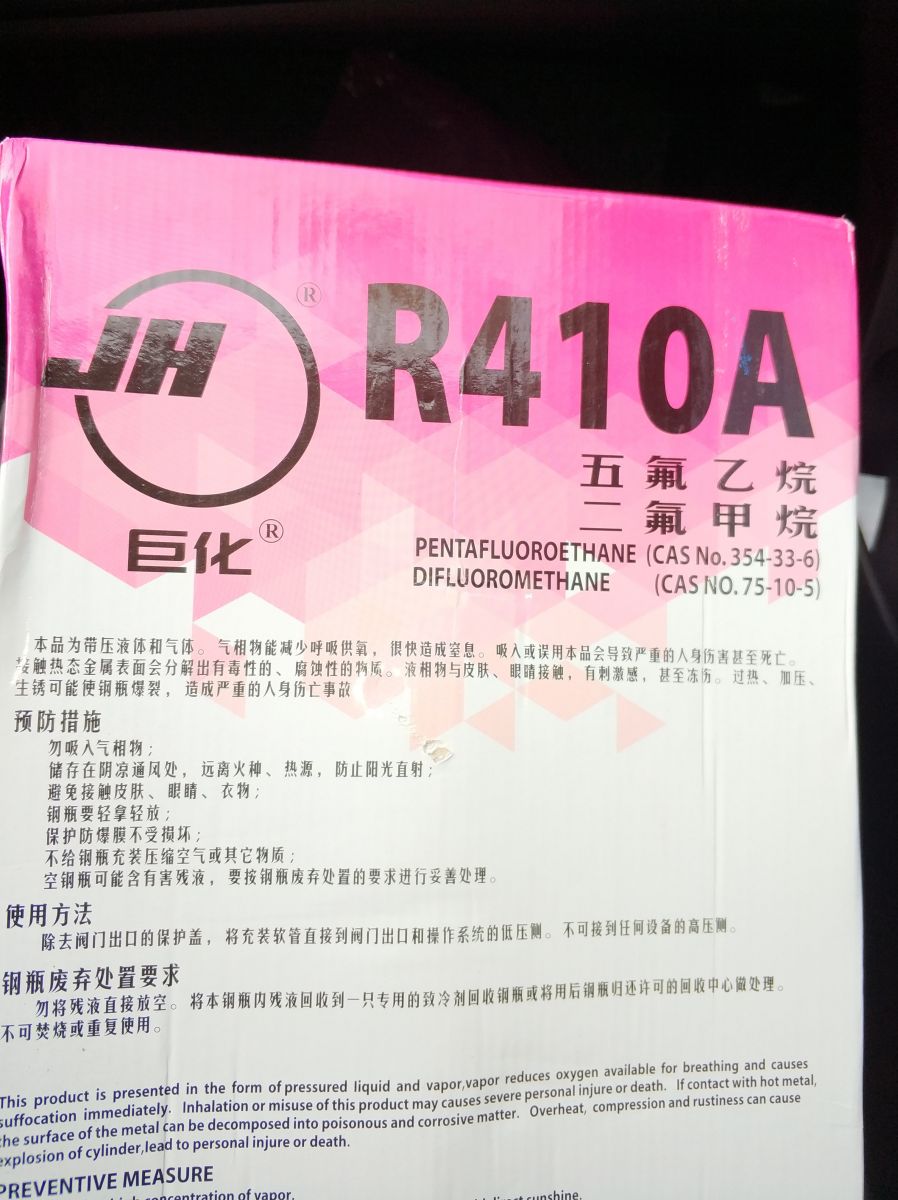 JH
®
R410A
巨化®
五氟乙烷
二氟甲烷
PENTAFLUOROETHANE (CAS No. 354-33-6)
DIFLUOROMETHANE (CAS NO. 75-10-5)
本品为带压液体和气体。气相物能减少呼吸供氧，很快造成窒息。吸入或误用本品会导致严重的人身伤害甚至死亡。
接触热态金属表面会分解出有毒性的、腐蚀性的物质。液相物与皮肤、眼睛接触，有刺激感，甚至冻伤。过热、加压、
生锈可能使钢瓶爆裂，造成严重的人身伤亡事故
预防措施
勿吸入气相物；
储存在阴凉通风处，远离火种、热源，防止阳光直射；
避免接触皮肤、眼睛、衣物；
钢瓶要轻拿轻放；
保护防爆膜不受损坏；
不给钢瓶充装压缩空气或其它物质；
空钢瓶可能含有害残液，要按钢瓶废弃处置的要求进行妥善处理。
使用方法
除去阀门出口的保护盖，将充装软管直接到阀门出口和操作系统的低压侧。不可接到任何设备的高压侧。
钢瓶废弃处置要求
勿将残液直接放空。将本钢瓶内残液回收到一只专用的致冷剂回收钢瓶或将用后钢瓶归还许可的回收中心做处理。
不可焚烧或重复使用。
This product is presented in the form of pressured liquid and vapor,vapor reduces oxygen available for breathing and causes
suffocation immediately. Inhalation or misuse of this product may causes severe personal injure or death. If contact with hot metal,
the surface of the metal can be decomposed into poisonous and corrosive matter. Overheat, compression and rustiness can cause
explosion of cylinder,lead to personal injury or death.
PREVENTIVE MEASURE
concentration of vapor.
direct sunshine.